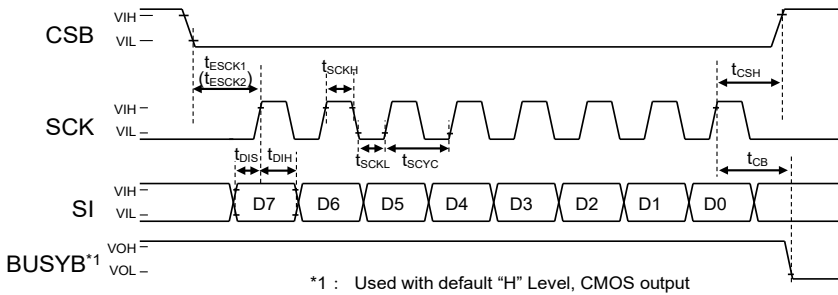 CSB
VIH
VIL
tESCK1
(tESCK2)
tSCKH
tCSH
SCK
VIH
VIL
tDIS
tDIH
tSCKL
tSCYC
tCB
SI
VIH
VIL
D7 D6 D5 D4 D3 D2 D1 D0
BUSYB*1
VOH
VOL
*1 : Used with default “H” Level, CMOS output